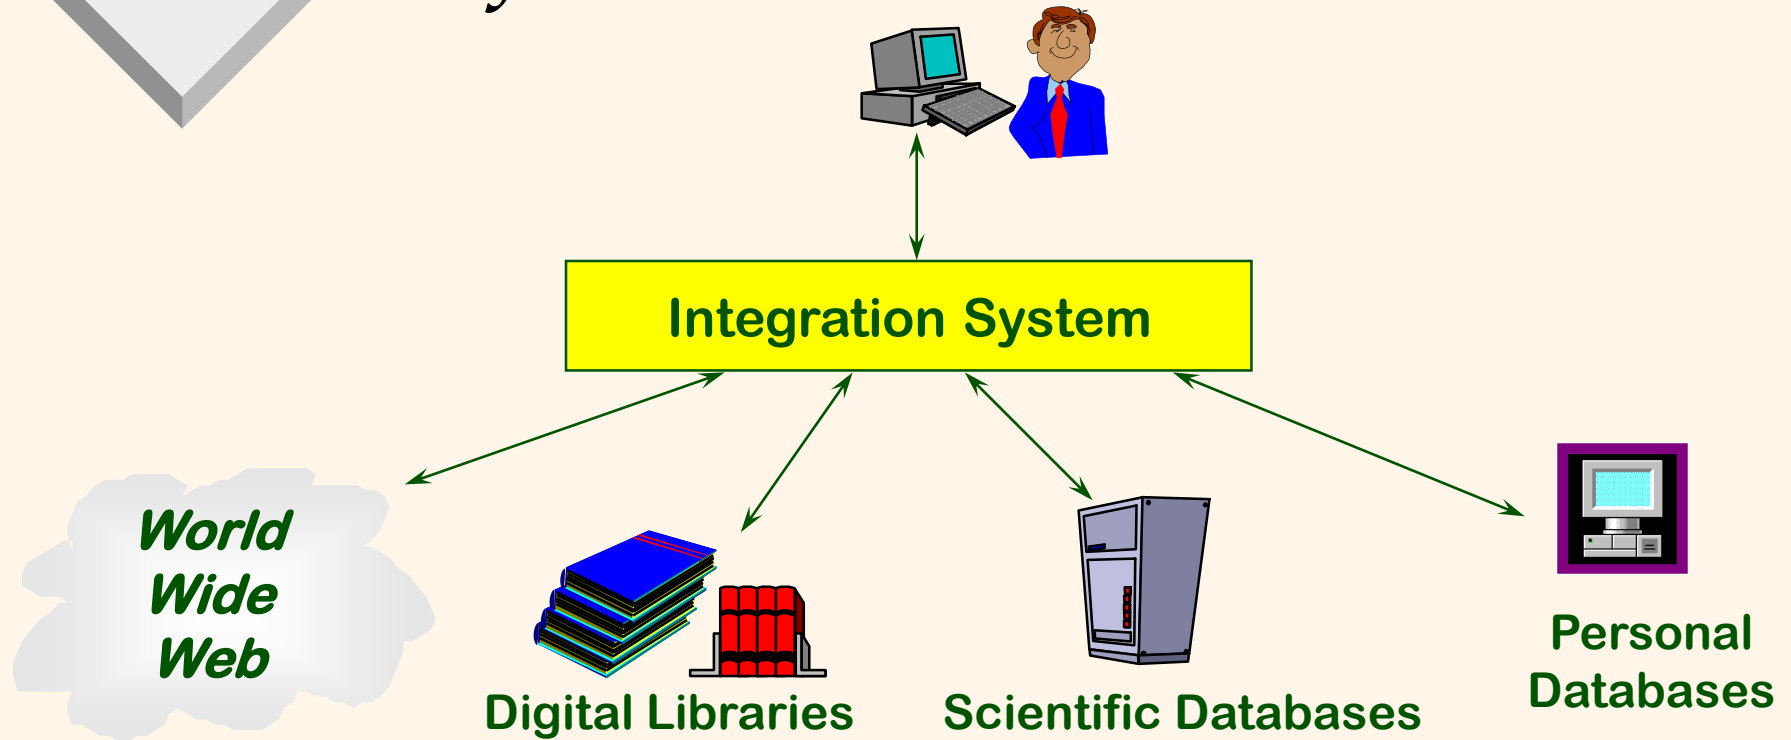 Integration System
World
Wide
Web
Digital Libraries
Scientific Databases
Personal
Databases